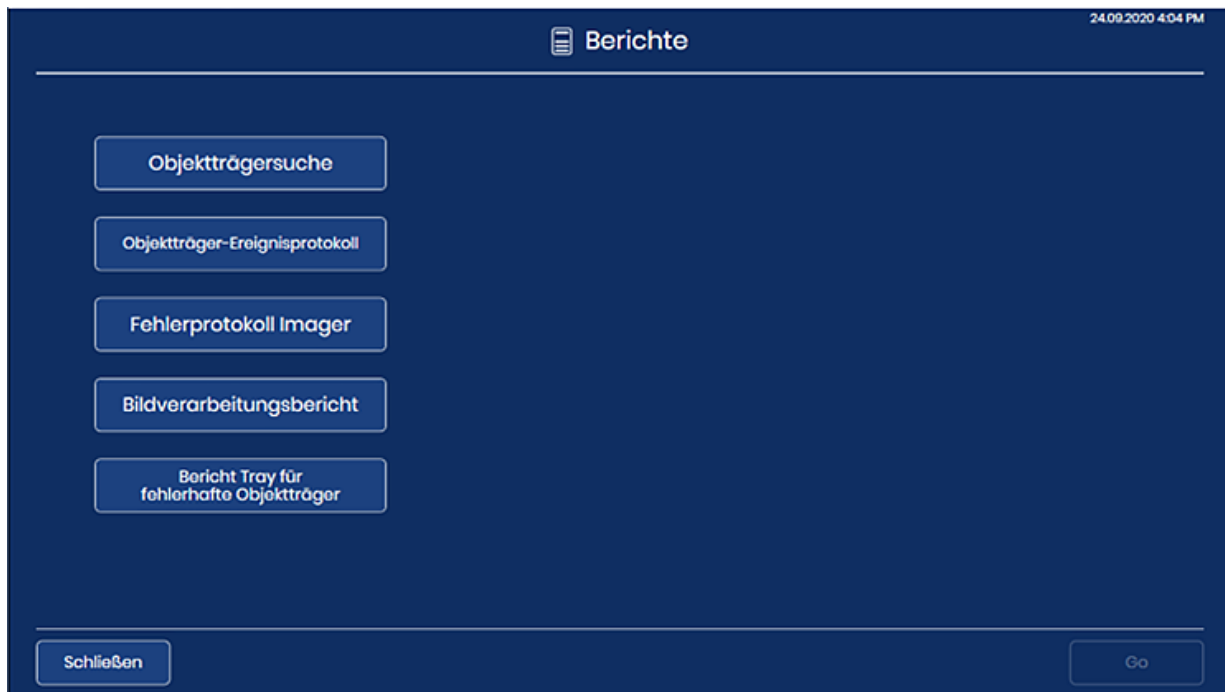 24.09.2020 4:04 PM
Berichte
Objektträgersuche
Objektträger-Ereignisprotokoll
Fehlerprotokoll Imager
Bildverarbeitungsbericht
Bericht Tray für
fehlerhafte Objektträger
Schließen
Go